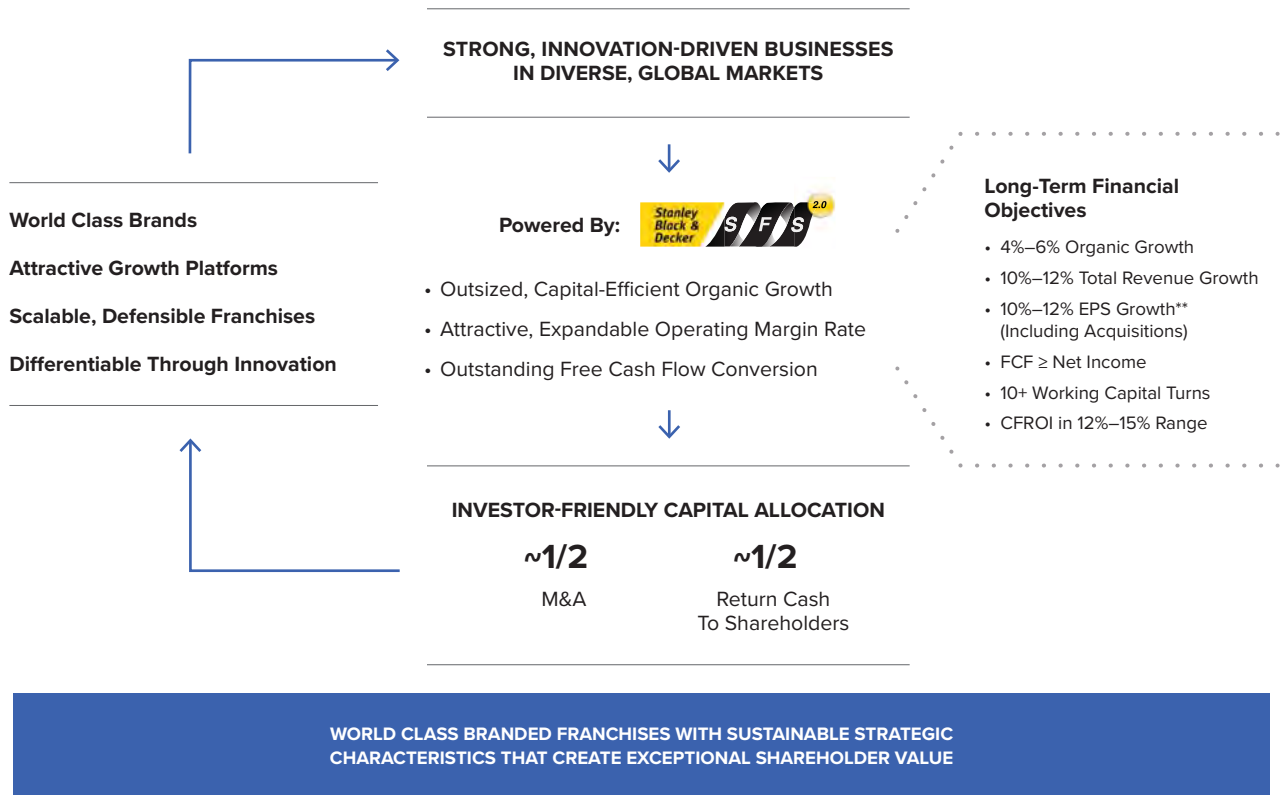 STRONG, INNOVATION-DRIVEN BUSINESSES
IN DIVERSE, GLOBAL MARKETS
World Class Brands
Attractive Growth Platforms
Scalable, Defensible Franchises
Differentiable Through Innovation
Powered By:
Stanley
Black &
Decker
S F S
2.0
• Outsized, Capital-Efficient Organic Growth
• Attractive, Expandable Operating Margin Rate
• Outstanding Free Cash Flow Conversion
Long-Term Financial
Objectives
• 4%–6% Organic Growth
• 10%–12% Total Revenue Growth
• 10%–12% EPS Growth**
(Including Acquisitions)
• FCF ≥ Net Income
• 10+ Working Capital Turns
• CFROI in 12%–15% Range
INVESTOR-FRIENDLY CAPITAL ALLOCATION
~1/2
M&A
~1/2
Return Cash
To Shareholders
WORLD CLASS BRANDED FRANCHISES WITH SUSTAINABLE STRATEGIC
CHARACTERISTICS THAT CREATE EXCEPTIONAL SHAREHOLDER VALUE